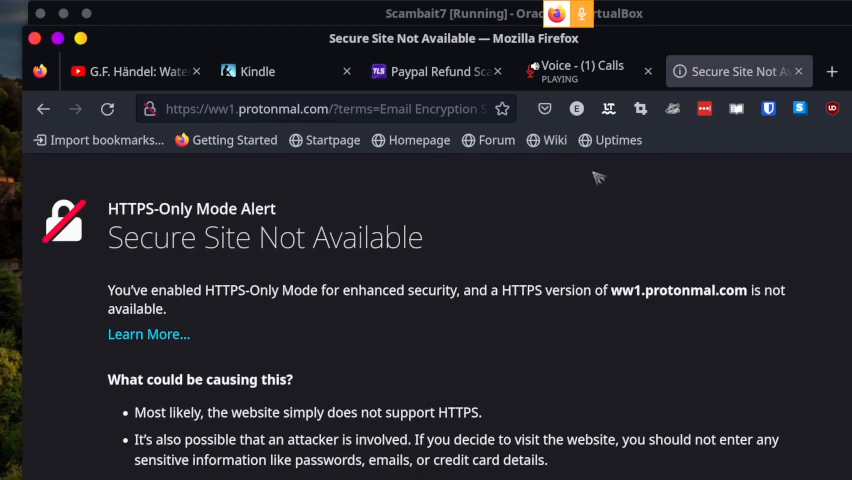 Scambait7 [Running] - Orac
rtualBox
Secure Site Not Available — Mozilla Firefox
G.F. Händel: Wate
Kindle
TLS
Paypal Refund Sca
Voice - (1) Calls
PLAYING
Secure Site Not Av
https://ww1.protonmal.com/?terms=Email Encryption S
E
Import bookmarks...
Getting Started
Startpage
Homepage
Forum
Wiki
Uptimes
HTTPS-Only Mode Alert
Secure Site Not Available
You've enabled HTTPS-Only Mode for enhanced security, and a HTTPS version of ww1.protonmal.com is not
available.
Learn More...
What could be causing this?
• Most likely, the website simply does not support HTTPS.
• It's also possible that an attacker is involved. If you decide to visit the website, you should not enter any
sensitive information like passwords, emails, or credit card details.